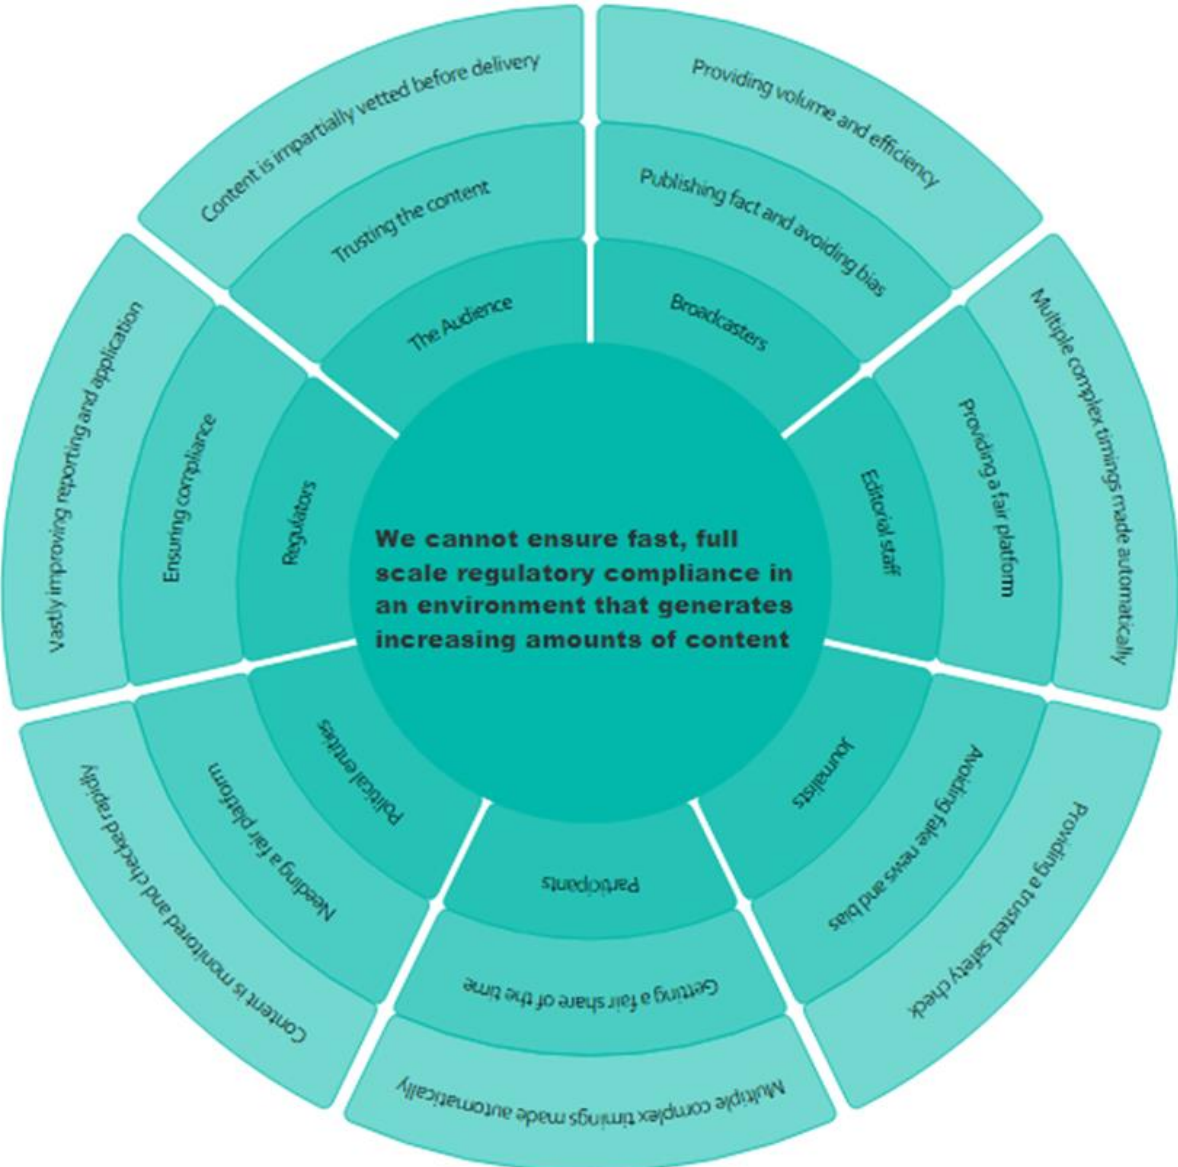 Content is impartially vetted before delivery
Providing volume and efficiency
Trusting the content
Publishing fact and avoiding bias
The Audience
Broadcasters
Vastly improving reporting and application
Ensuring compliance
Regulators
Editorial staff
Providing a fair platform
Multiple complex timings made automatically
We cannot ensure fast, full
scale regulatory compliance in
an environment that generates
increasing amounts of content
Political entities
Needing a fair platform
Content is monitored and checked rapidly
Journalists
Avoiding fake news and bias
Providing a trusted safety check
Participants
Getting a fair share of the time
Multiple complex timings made automatically